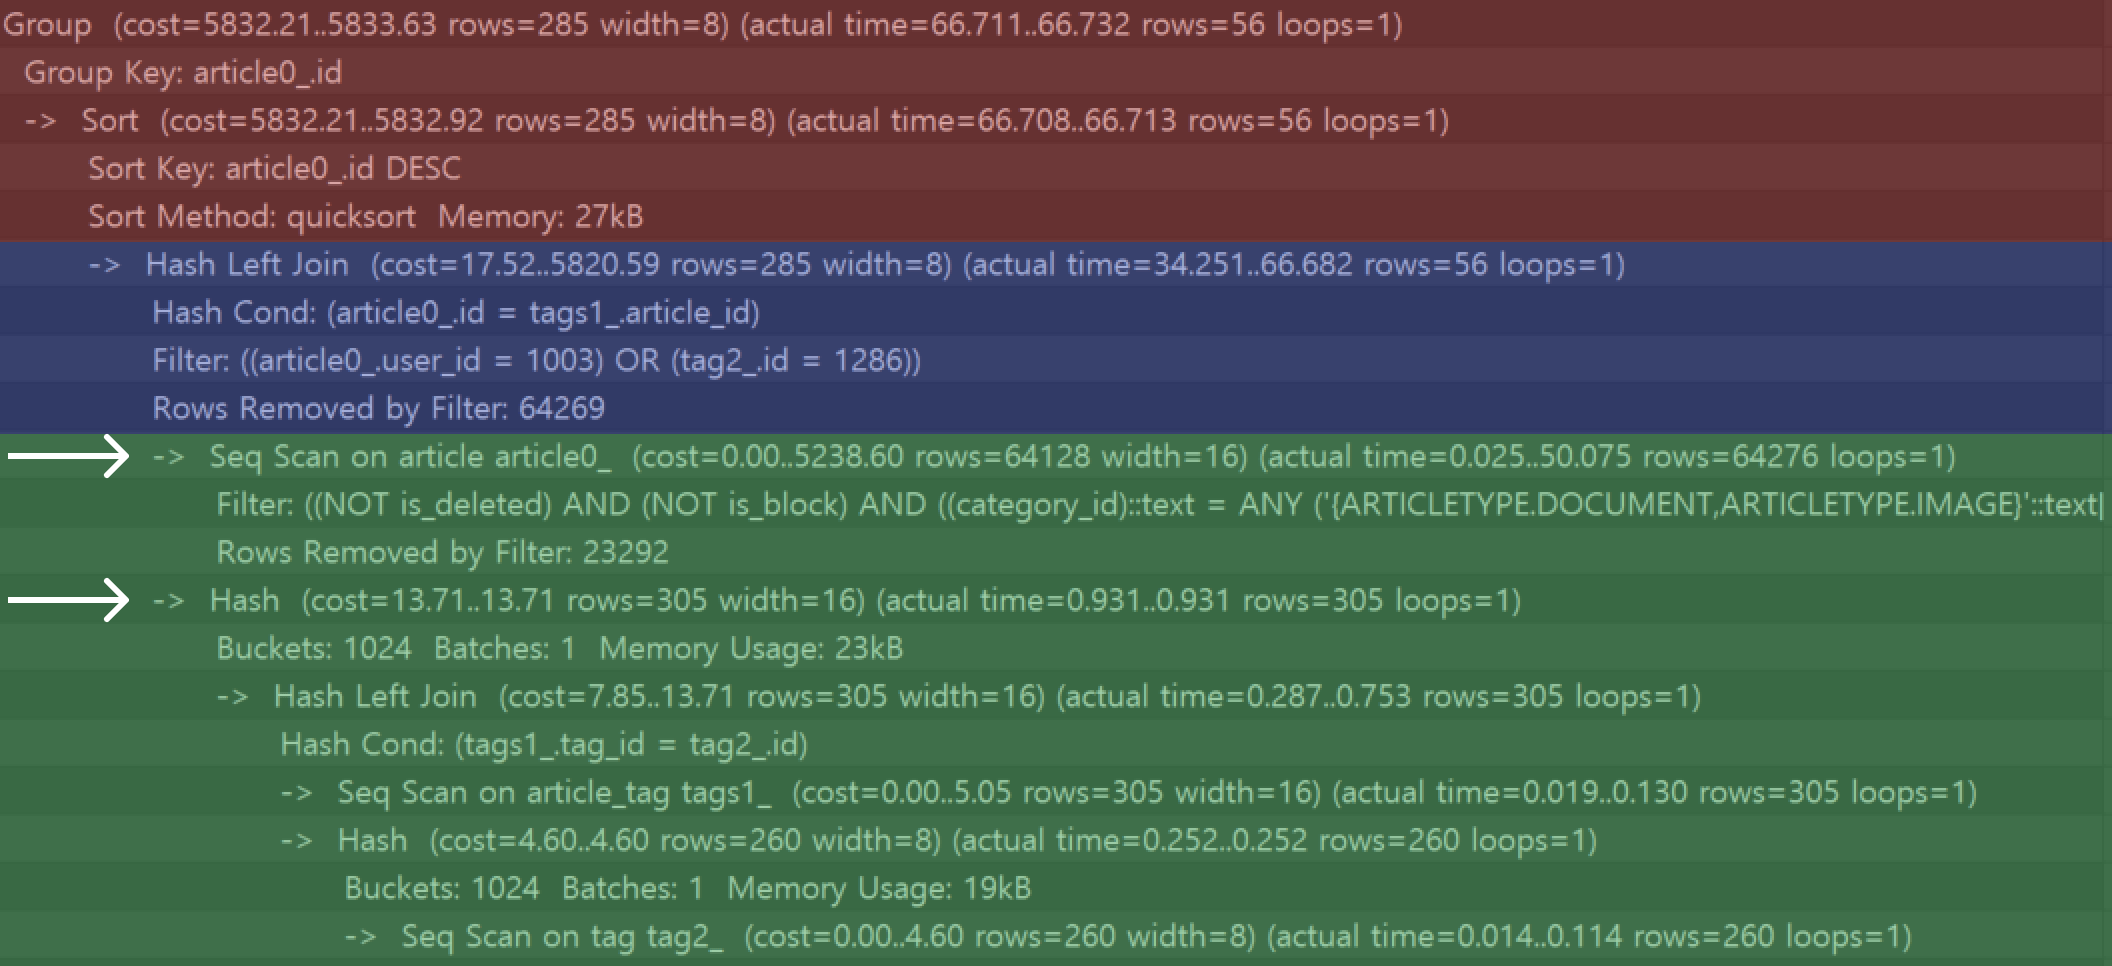 Group  (cost=5832.21..5833.63 rows=285 width=8) (actual time=66.711..66.732 rows=56 loops=1)
Group Key: article0_.id
->  Sort  (cost=5832.21..5832.92 rows=285 width=8) (actual time=66.708..66.713 rows=56 loops=1)
Sort Key: article0_.id DESC
Sort Method: quicksort  Memory: 27kB
->  Hash Left Join  (cost=17.52..5820.59 rows=285 width=8) (actual time=34.251..66.682 rows=56 loops=1)
Hash Cond: (article0_.id = tags1_.article_id)
Filter: ((article0_.user_id = 1003) OR (tag2_.id = 1286))
Rows Removed by Filter: 64269
->  Seq Scan on article article0_  (cost=0.00..5238.60 rows=64128 width=16) (actual time=0.025..50.075 rows=64276 loops=1)
Filter: ((NOT is_deleted) AND (NOT is_block) AND ((category_id)::text = ANY ('{ARTICLETYPE.DOCUMENT,ARTICLETYPE.IMAGE}'::text|
Rows Removed by Filter: 23292
->  Hash  (cost=13.71..13.71 rows=305 width=16) (actual time=0.931..0.931 rows=305 loops=1)
Buckets: 1024  Batches: 1  Memory Usage: 23kB
->  Hash Left Join  (cost=7.85..13.71 rows=305 width=16) (actual time=0.287..0.753 rows=305 loops=1)
Hash Cond: (tags1_.tag_id = tag2_.id)
->  Seq Scan on article_tag tags1_  (cost=0.00..5.05 rows=305 width=16) (actual time=0.019..0.130 rows=305 loops=1)
->  Hash  (cost=4.60..4.60 rows=260 width=8) (actual time=0.252..0.252 rows=260 loops=1)
Buckets: 1024  Batches: 1  Memory Usage: 19kB
->  Seq Scan on tag tag2_  (cost=0.00..4.60 rows=260 width=8) (actual time=0.014..0.114 rows=260 loops=1)